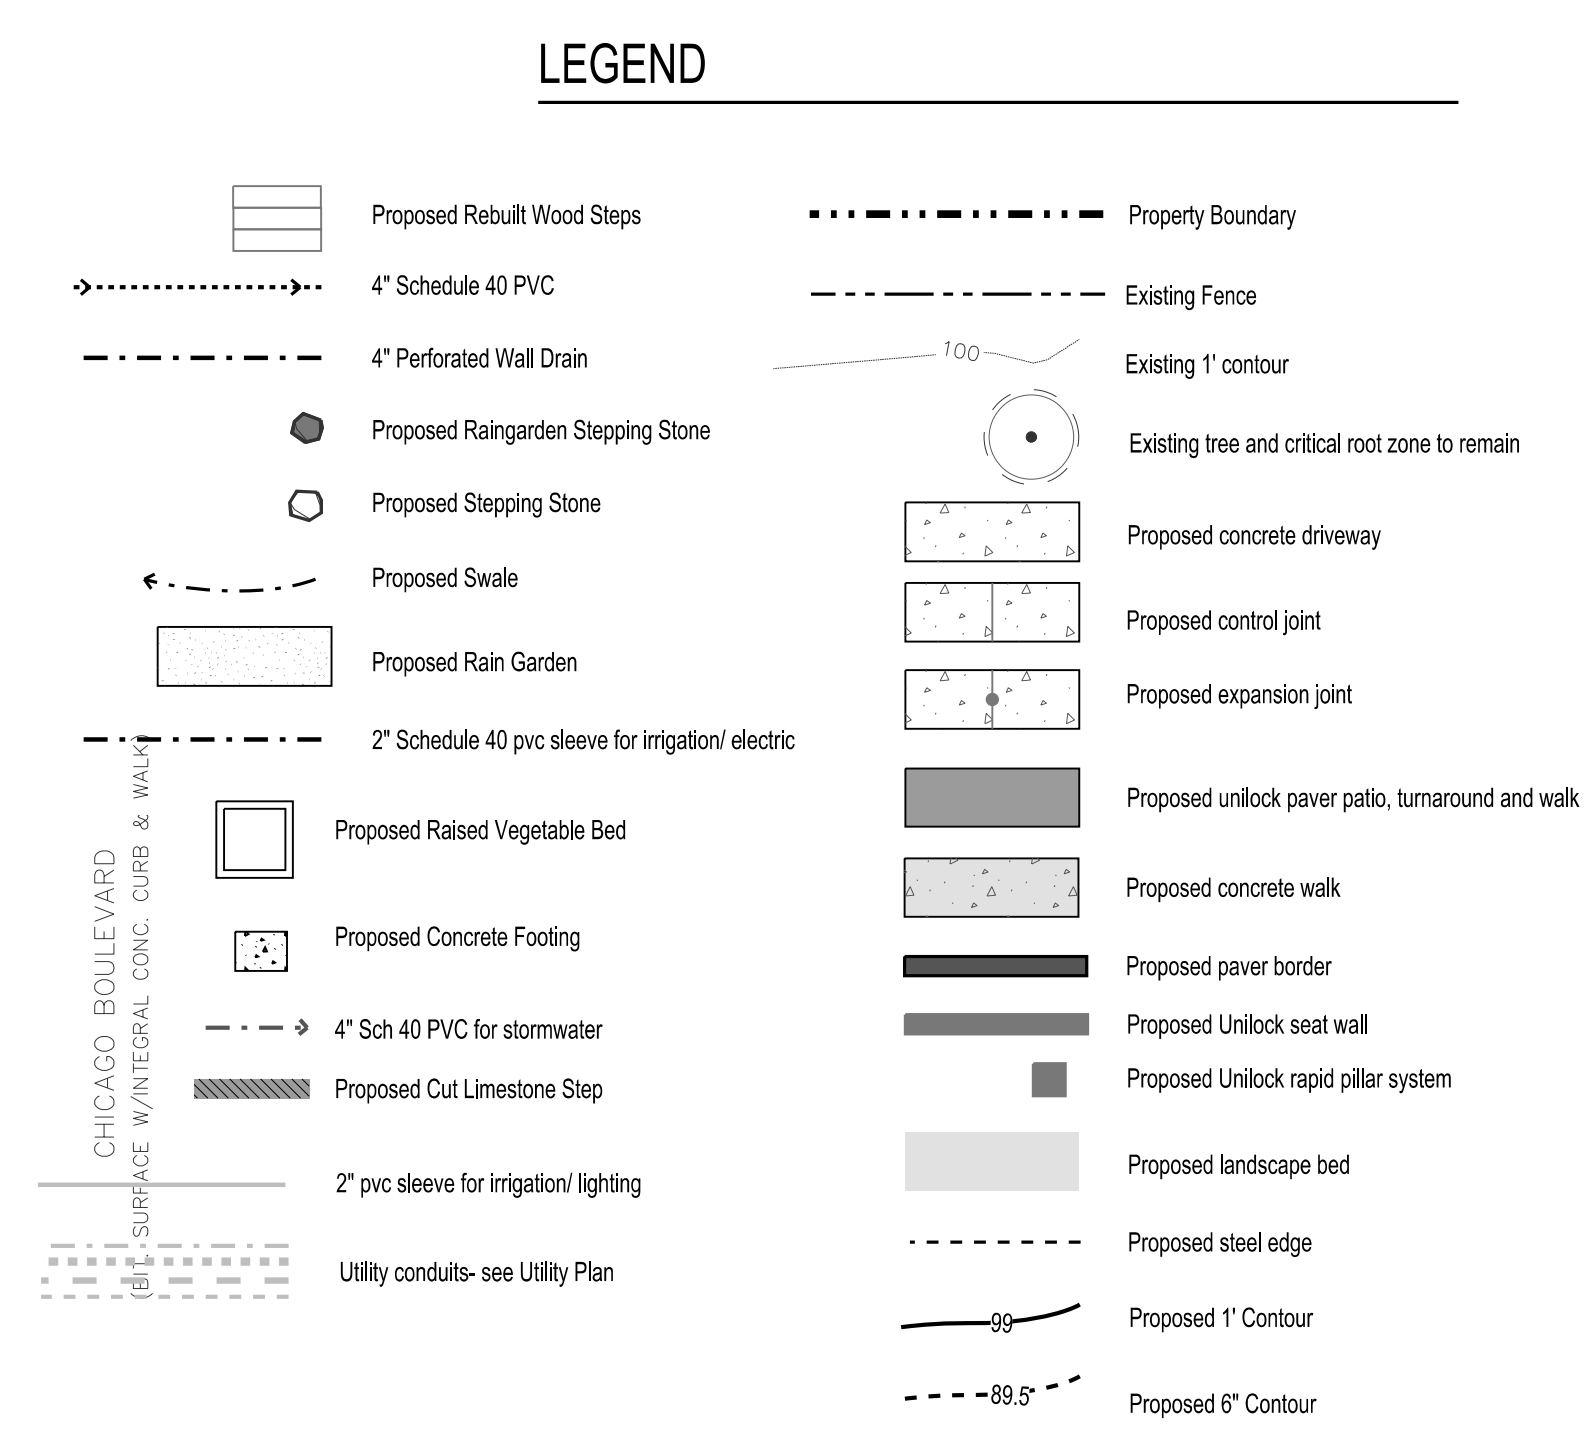 LEGEND
Proposed Rebuilt Wood Steps
4" Schedule 40 PVC
4" Perforated Wall Drain
Proposed Raingarden Stepping Stone
Proposed Stepping Stone
Proposed Swale
Proposed Rain Garden
2" Schedule 40 pvc sleeve for irrigation/ electric
Proposed Raised Vegetable Bed
Proposed Concrete Footing
4" Sch 40 PVC for stormwater
Proposed Cut Limestone Step
2" pvc sleeve for irrigation/ lighting
Utility conduits- see Utility Plan
CHICAGO BOULEVARD
(BIT. SURFACE W/INTEGRAL CONC. CURB & WALK)
Property Boundary
Existing Fence
100
Existing 1' contour
Existing tree and critical root zone to remain
Proposed concrete driveway
Proposed control joint
Proposed expansion joint
Proposed unilock paver patio, turnaround and walk
Proposed concrete walk
Proposed paver border
Proposed Unilock seat wall
Proposed Unilock rapid pillar system
Proposed landscape bed
Proposed steel edge
99
Proposed 1' Contour
89.5'
Proposed 6" Contour